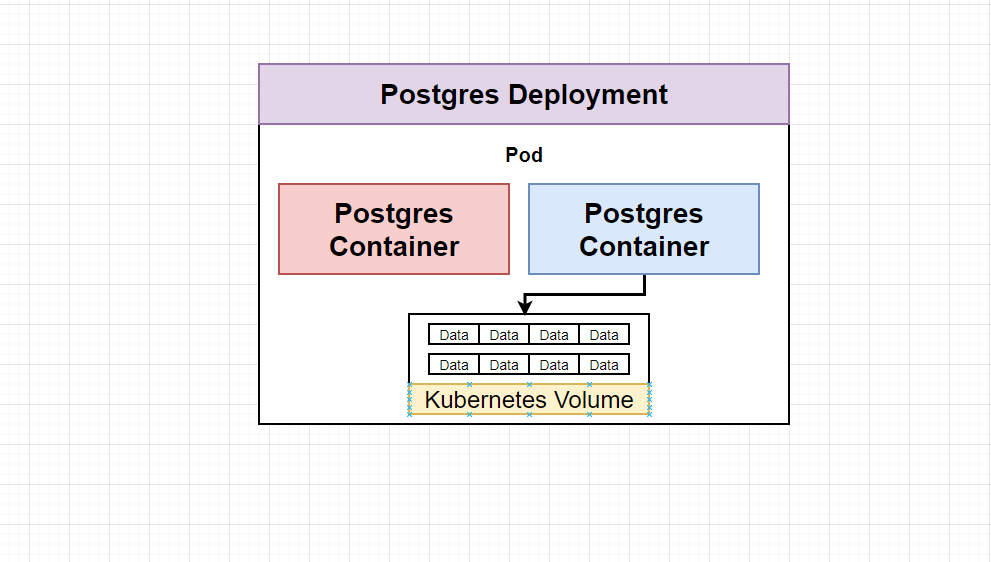 Postgres Deployment
Pod
Postgres
Container
Postgres
Container
Data Data Data Data
Data Data Data Data
Kubernetes Volume